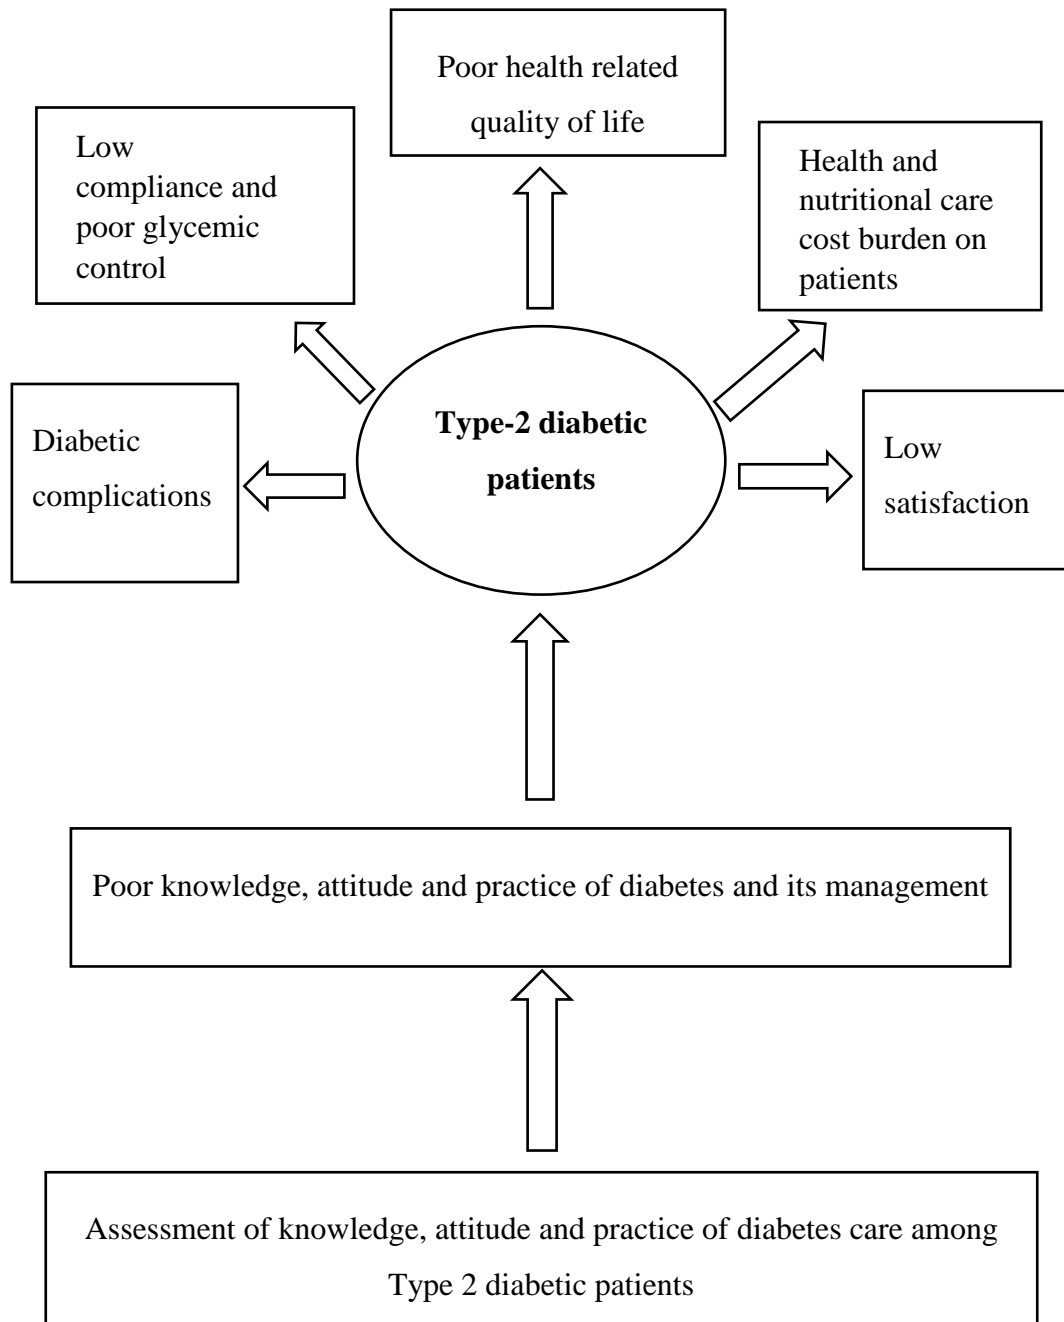 Poor health related
quality of life
Low
compliance and
poor glycemic
control
Health and
nutritional care
cost burden on
patients
Type-2 diabetic
patients
Diabetic
complications
Low
satisfaction
Poor knowledge, attitude and practice of diabetes and its management
Assessment of knowledge, attitude and practice of diabetes care among
Type 2 diabetic patients